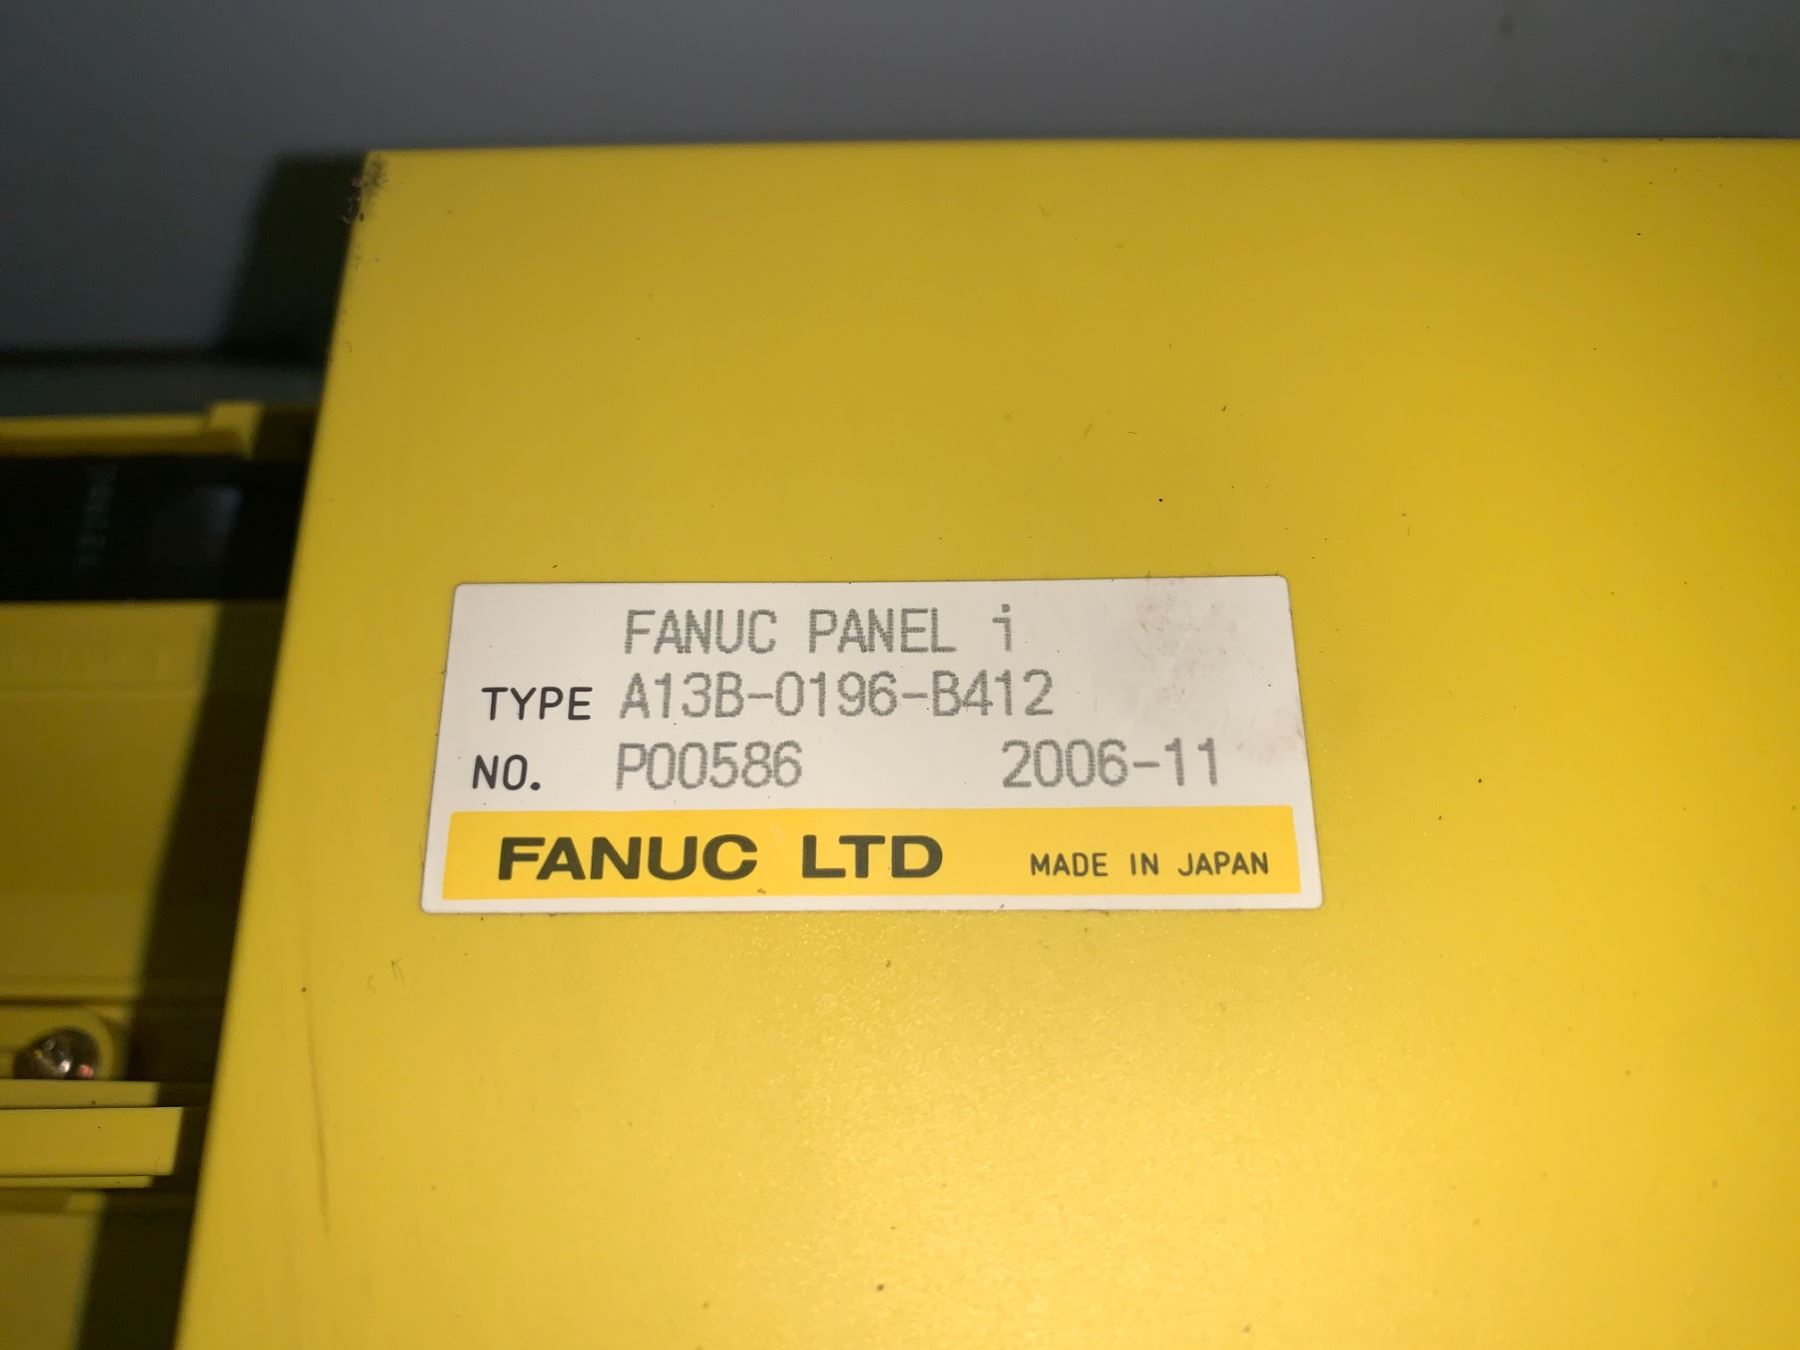 FANUC PANEL i
TYPE A13B-0196-B412
NO. P00586 2006-11
FANUC LTD MADE IN JAPAN